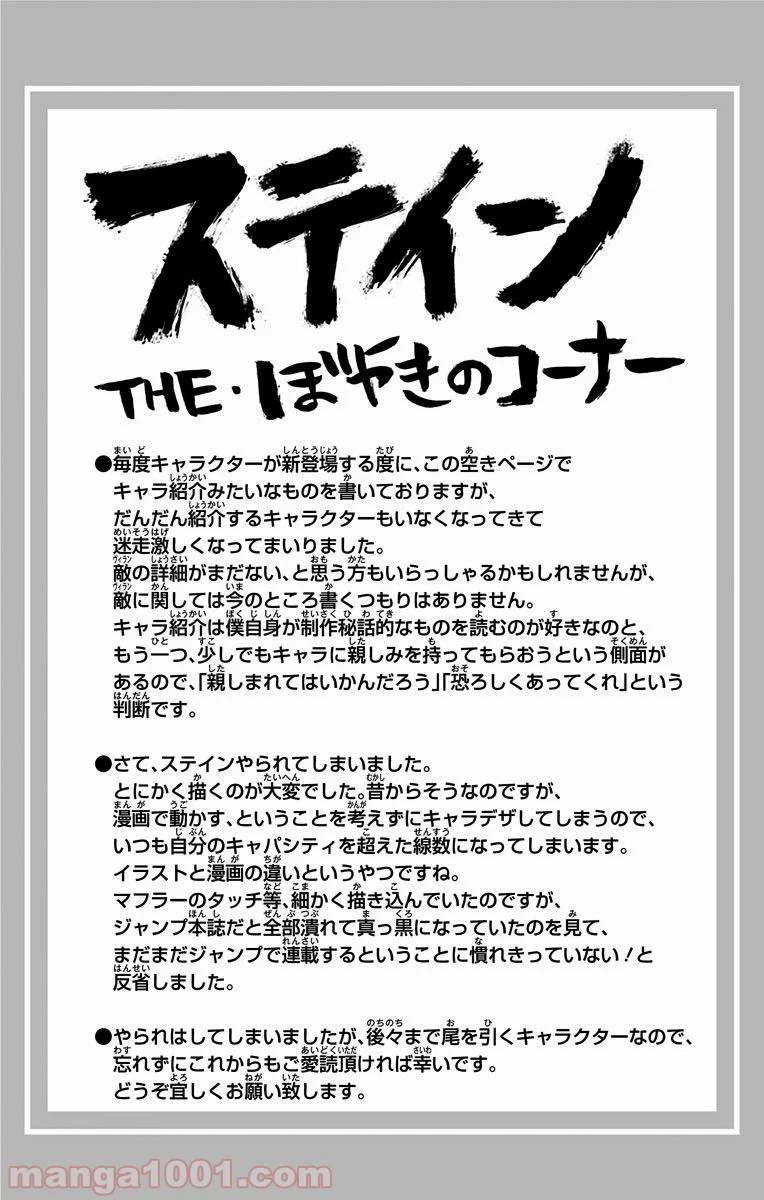 ステイン
THE・ぼやきのコーナー
●毎度キャラクターが新登場する度に、この空きページで
キャラ紹介みたいなものを書いておりますが、
だんだん紹介するキャラクターもいなくなってきて
迷走激しくなってまいりました。
敵の詳細がまだない、と思う方もいらっしゃるかもしれませんが、
敵に関しては今のところ書くつもりはありません。
キャラ紹介は僕自身が制作秘話的なものを読むのが好きなのと、
もう一つ、少しでもキャラに親しみを持ってもらおうという側面が
あるので、「親しまれてはいかんだろう」「恐ろしくあってくれ」という
判断です。
●さて、ステインやられてしまいました。
とにかく描くのが大変でした。昔からそうなのですが、
漫画で動かす、ということを考えずにキャラデザしてしまうので、
いつも自分のキャパシティを超えた線数になってしまいます。
イラストと漫画の違いというやつですね。
マフラーのタッチ等、細かく描き込んでいたのですが、
ジャンプ本誌だと全部潰れて真っ黒になっていたのを見て、
まだまだジャンプで連載するということに慣れきっていない!と
反省しました。
●やられはしてしまいましたが、後々まで尾を引くキャラクターなので、
忘れずにこれからもご愛読頂ければ幸いです。
どうぞ宜しくお願い致します。
manga1001.com